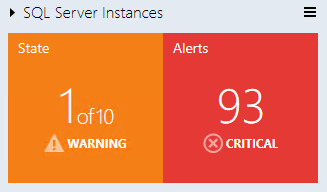 SQL Server Instances
State
Alerts
1of10
93
WARNING
CRITICAL